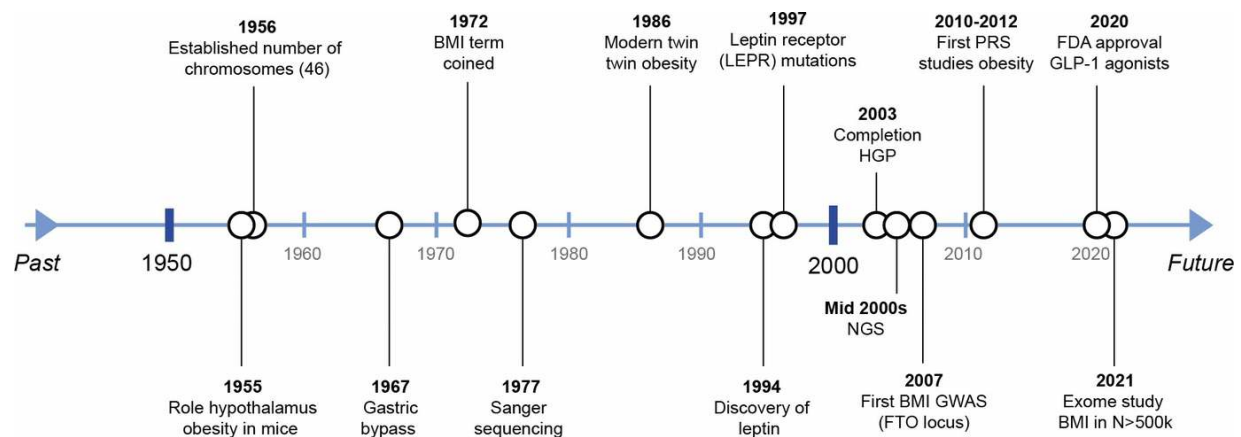 1956
Established number of
chromosomes (46)
1972
BMI term
coined
1986
Modern twin
twin obesity
1997
Leptin receptor
(LEPR) mutations
2010-2012
First PRS
studies obesity
2020
FDA approval
GLP-1 agonists
2003
Completion
HGP
Past
1950
1960
1970
1980
1990
2000
2010
2020
Future
Mid 2000s
NGS
1955
Role hypothalamus
obesity in mice
1967
Gastric
bypass
1977
Sanger
sequencing
1994
Discovery of
leptin
2007
First BMI GWAS
(FTO locus)
2021
Exome study
BMI in N>500k